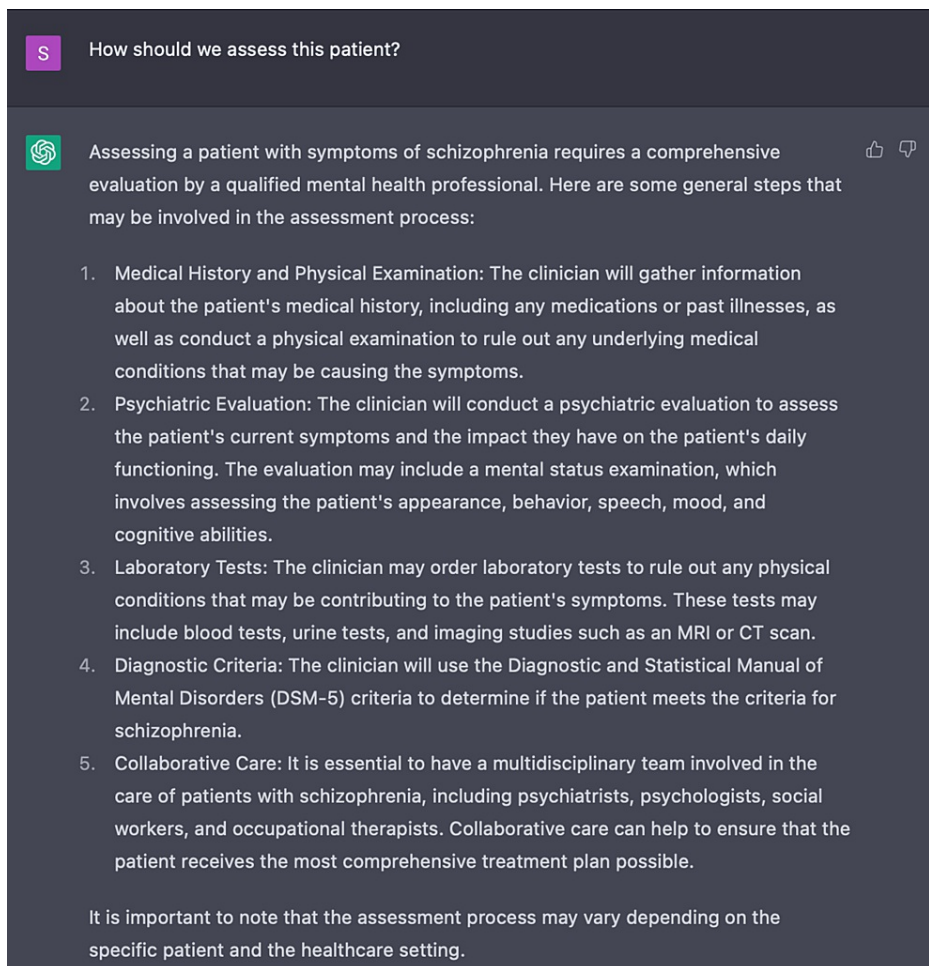 S
How should we assess this patient?
Assessing a patient with symptoms of schizophrenia requires a comprehensive
evaluation by a qualified mental health professional. Here are some general steps that
may be involved in the assessment process:
1. Medical History and Physical Examination: The clinician will gather information
about the patient's medical history, including any medications or past illnesses, as
well as conduct a physical examination to rule out any underlying medical
conditions that may be causing the symptoms.
2. Psychiatric Evaluation: The clinician will conduct a psychiatric evaluation to assess
the patient's current symptoms and the impact they have on the patient's daily
functioning. The evaluation may include a mental status examination, which
involves assessing the patient's appearance, behavior, speech, mood, and
cognitive abilities.
3. Laboratory Tests: The clinician may order laboratory tests to rule out any physical
conditions that may be contributing to the patient's symptoms. These tests may
include blood tests, urine tests, and imaging studies such as an MRI or CT scan.
4. Diagnostic Criteria: The clinician will use the Diagnostic and Statistical Manual of
Mental Disorders (DSM-5) criteria to determine if the patient meets the criteria for
schizophrenia.
5. Collaborative Care: It is essential to have a multidisciplinary team involved in the
care of patients with schizophrenia, including psychiatrists, psychologists, social
workers, and occupational therapists. Collaborative care can help to ensure that the
patient receives the most comprehensive treatment plan possible.
It is important to note that the assessment process may vary depending on the
specific patient and the healthcare setting.